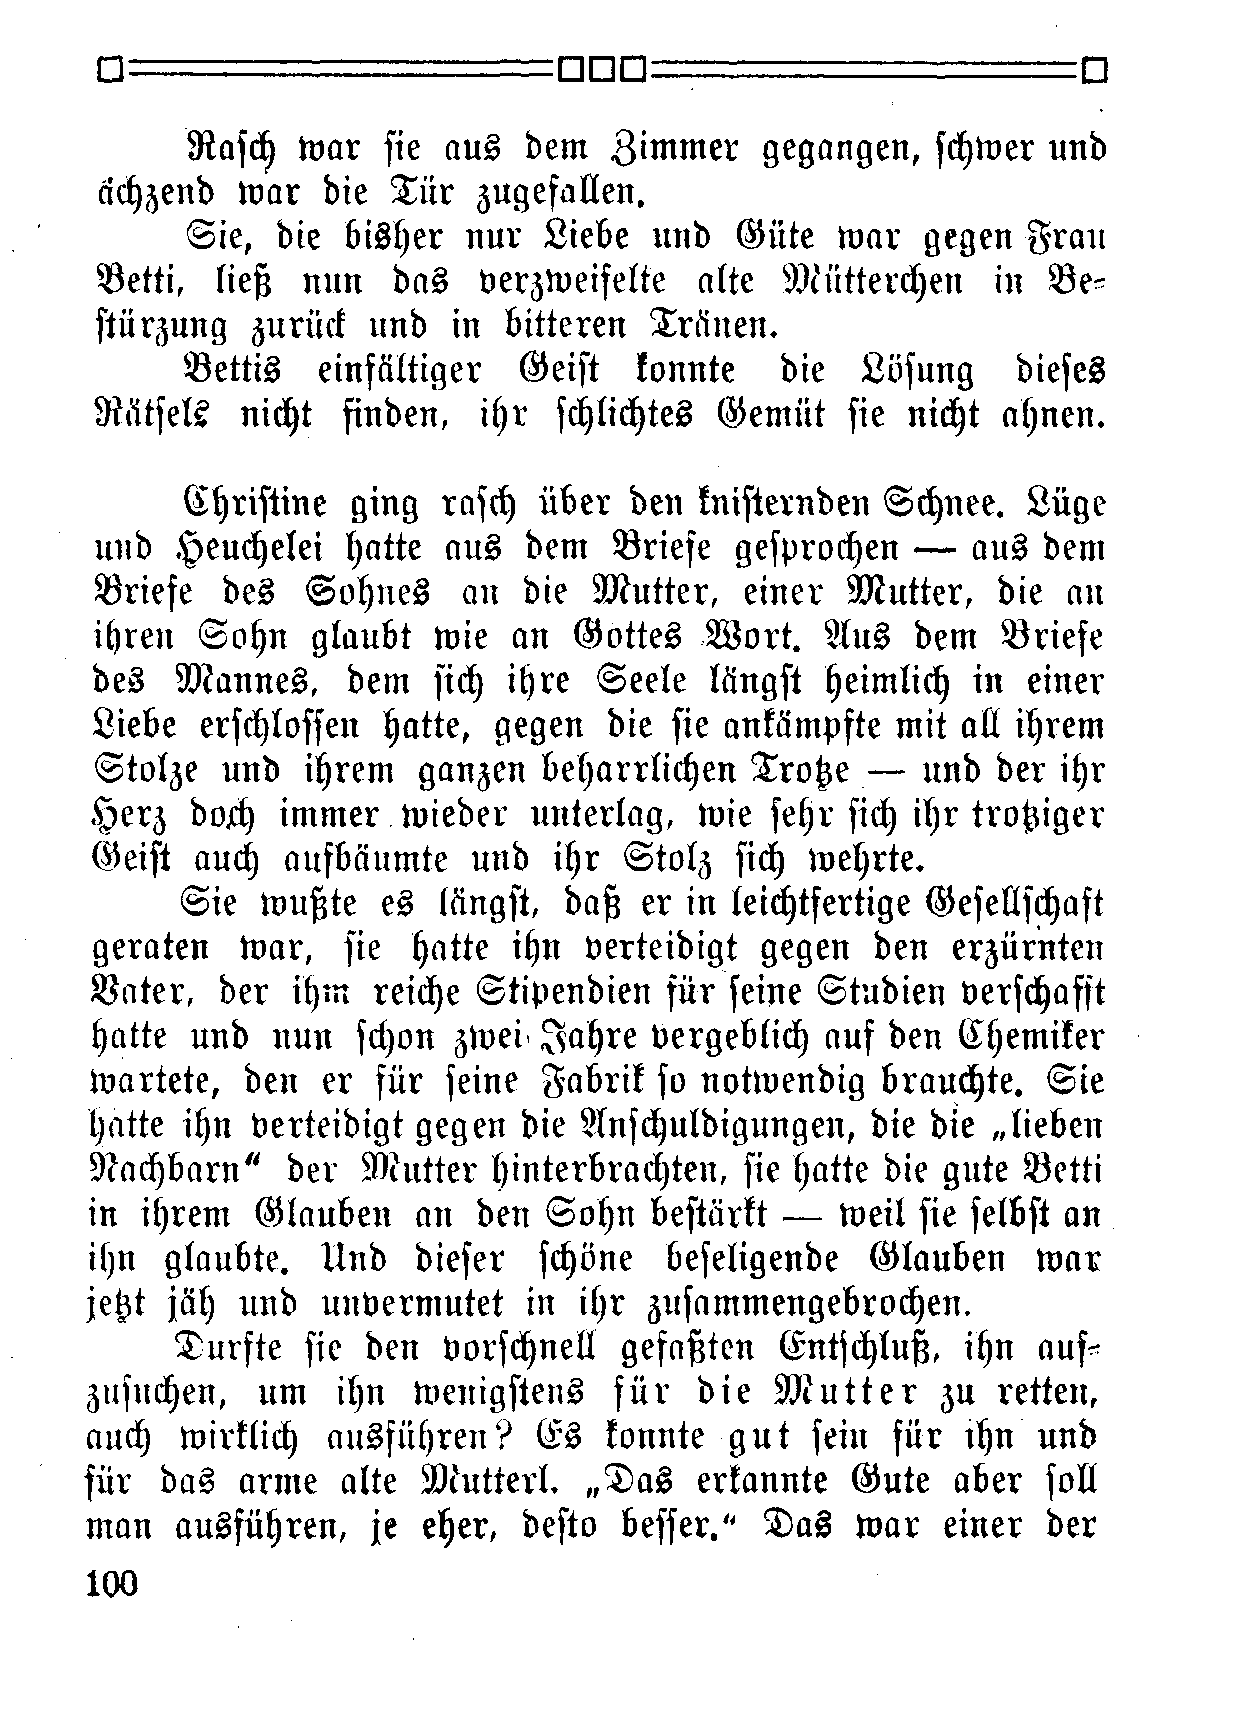 Rasch war sie aus dem Zimmer gegangen, schwer und
ächzend war die Tür zugefallen.
Sie, die bisher nur Liebe und Güte war gegen Frau
Betti, ließ nun das verzweifelte alte Mütterchen in Be-
stürzung zurück und in bitteren Tränen.
Bettis einfältiger Geist konnte die Lösung dieses
Rätsels nicht finden, ihr schlichtes Gemüt sie nicht ahnen.
Christine ging rasch über den knisternden Schnee. Lüge
und Heuchelei hatte aus dem Briefe gesprochen — aus dem
Briefe des Sohnes an die Mutter, einer Mutter, die an
ihren Sohn glaubt wie an Gottes Wort. Aus dem Briefe
des Mannes, dem sich ihre Seele längst heimlich in einer
Liebe erschlossen hatte, gegen die sie ankämpfte mit all ihrem
Stolze und ihrem ganzen beharrlichen Trotze — und der ihr
Herz doch immer wieder unterlag, wie sehr sich ihr trotziger
Geist auch aufbäumte und ihr Stolz sich wehrte.
Sie wußte es längst, daß er in leichtfertige Gesellschaft
geraten war, sie hatte ihn verteidigt gegen den erzürnten
Vater, der ihm reiche Stipendien für seine Studien verschafft
hatte und nun schon zwei Jahre vergeblich auf den Chemiker
wartete, den er für seine Fabrik so notwendig brauchte. Sie
hatte ihn verteidigt gegen die Anschuldigungen, die die „lieben
Nachbarn“ der Mutter hinterbrachten, sie hatte die gute Betti
in ihrem Glauben an den Sohn bestärkt — weil sie selbst an
ihn glaubte. Und dieser schöne beseligende Glauben war
jetzt jäh und unvermutet in ihr zusammengebrochen.
Durfte sie den vorschnell gefaßten Entschluß, ihn auf-
zusuchen, um ihn wenigstens für die Mutter zu retten,
auch wirklich ausführen? Es konnte gut sein für ihn und
für das arme alte Mutterl. „Das erkannte Gute aber soll
man ausführen, je eher, desto besser.“ Das war einer der
100